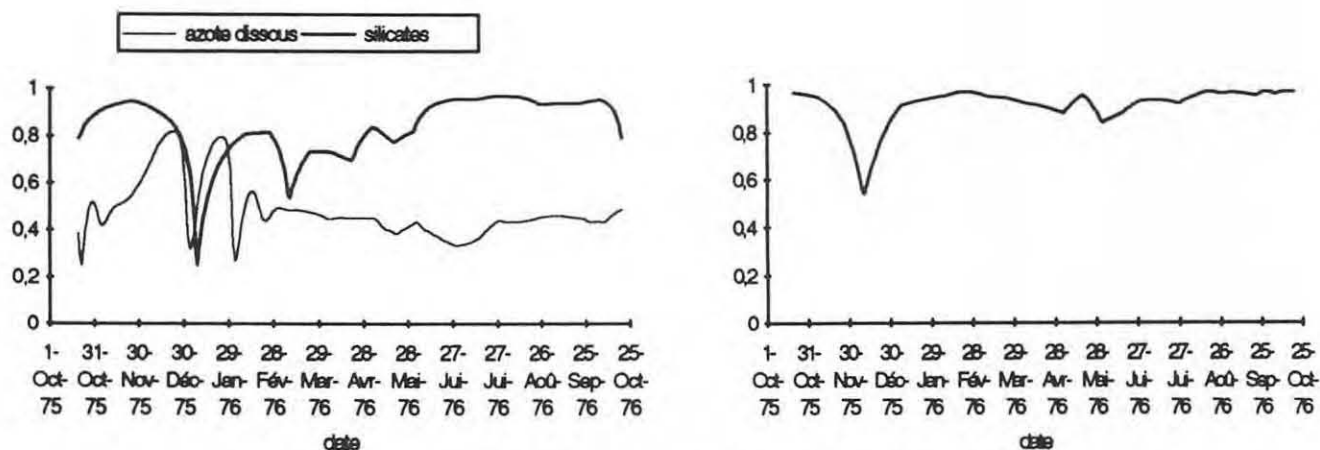 azote dissous silicates
1
0,8
0,6
0,4
0,2
0
1- 31- 30- 30- 29- 28- 29- 28- 28- 27- 27- 26- 25- 25-
Oct- Oct- Nov- Déc- Jan- Fév- Mar- Avr- Mai- Jui- Jui- Aoû- Sep- Oct-
75 75 75 75 76 76 76 76 76 76 76 76 76 76
date
1
0,8
0,6
0,4
0,2
0
1- 31- 30- 30- 29- 28- 29- 28- 28- 27- 27- 26- 25- 25-
Oct- Oct- Nov- Déc- Jan- Fév- Mar- Avr- Mai- Jui- Jui- Aoû- Sep- Oct-
75 75 75 75 76 76 76 76 76 76 76 76 76 76
date